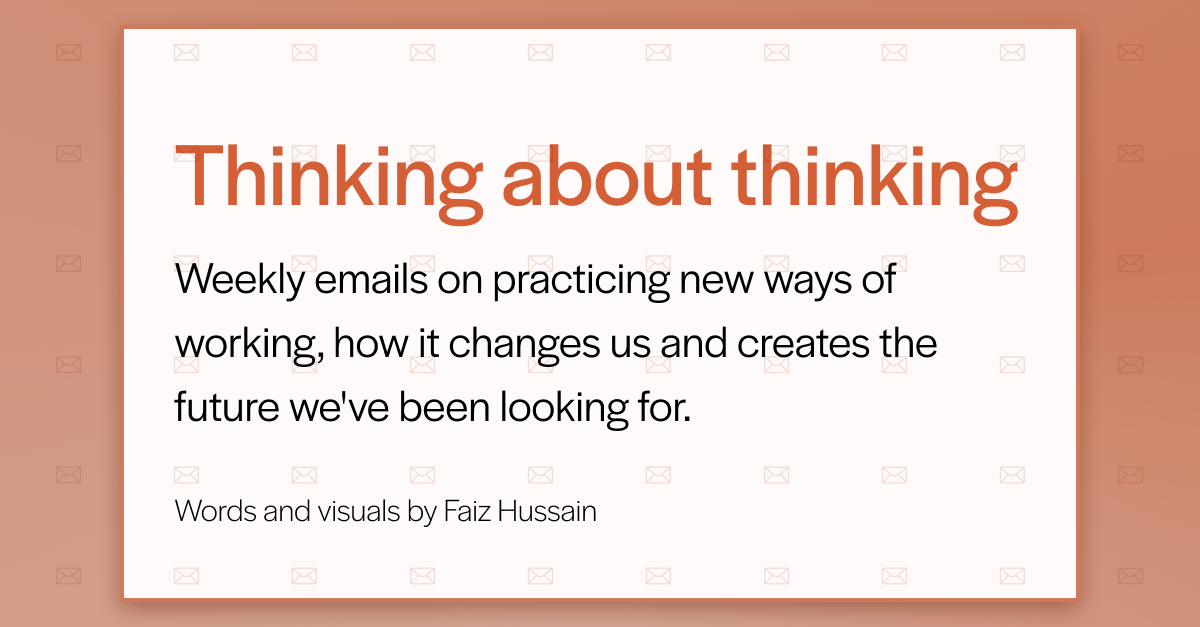 Thinking about thinking
Weekly emails on practicing new ways of
working, how it changes us and creates the
future we've been looking for.
Words and visuals by Faiz Hussain